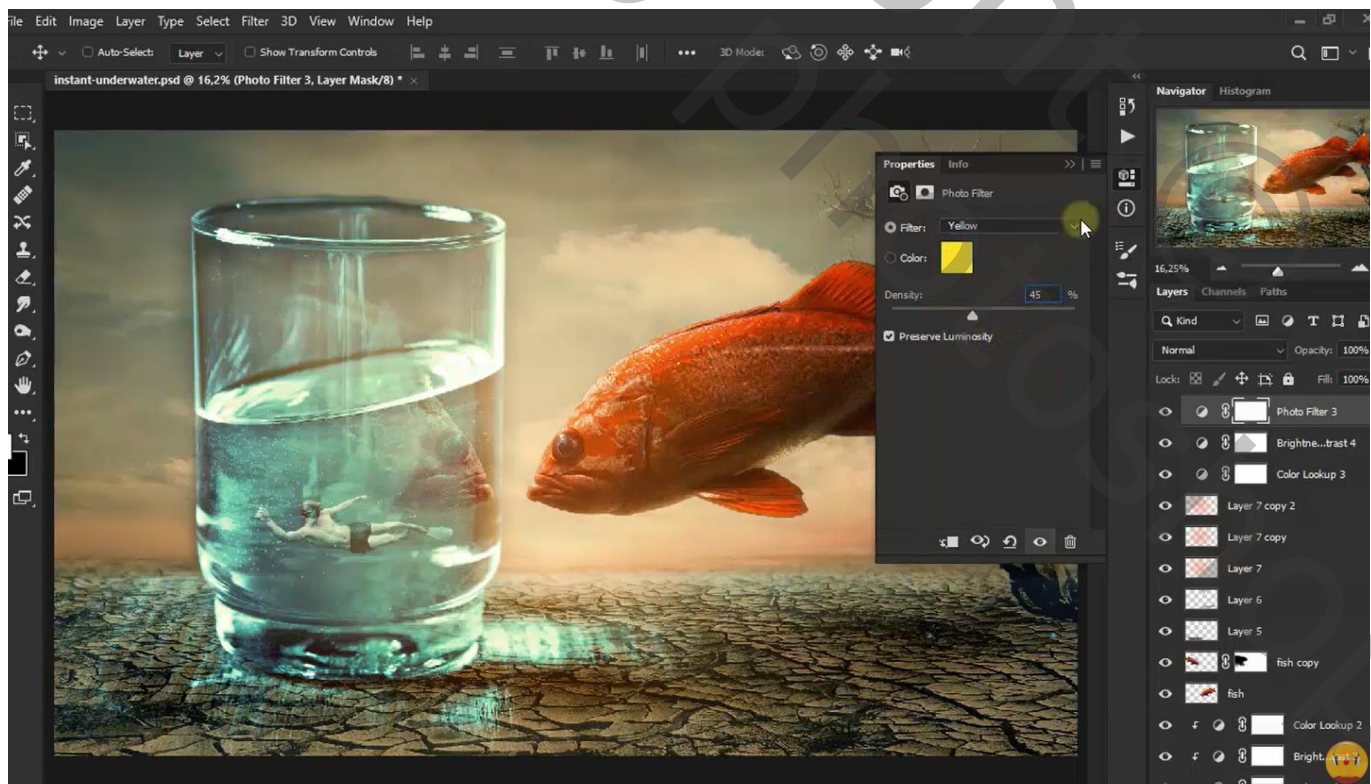 File Edit Image Layer Type Select Filter 3D View Window Help
Auto-Select: Layer Show Transform Controls 3D Mode:
instant-underwater.psd @ 16,2% (Photo Filter 3, Layer Mask/8) * ×
Properties Info
Photo Filter
Filter: Yellow
Color:
Density: 45 %
Preserve Luminosity
Navigator Histogram
16,25%
Layers Channels Paths
Kind
Normal Opacity: 100%
Lock: Fill: 100%
Photo Filter 3
Brightne...trast 4
Color Lookup 3
Layer 7 copy 2
Layer 7 copy
Layer 7
Layer 6
Layer 5
fish copy
fish
Color Lookup 2